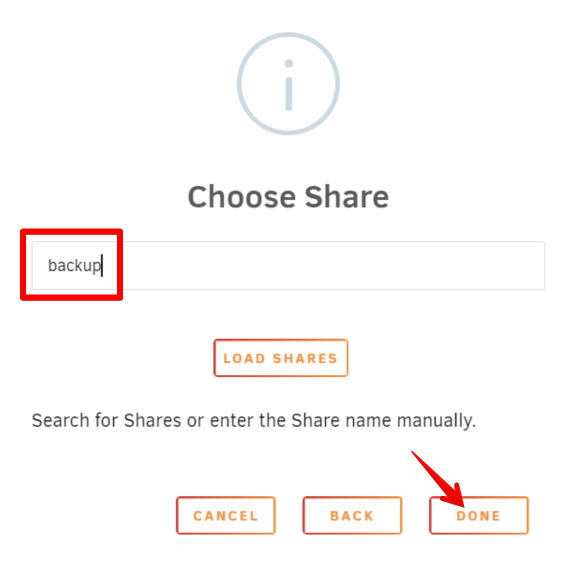 Choose Share
backup
LOAD SHARES
Search for Shares or enter the Share name manually.
CANCEL BACK DONE